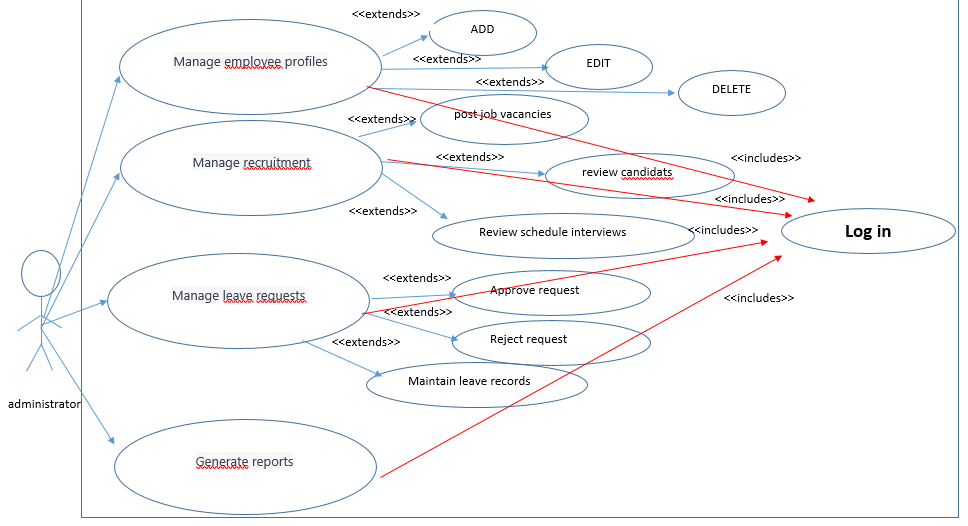 <<extends>>
ADD
Manage employee profiles
<<extends>>
EDIT
<<extends>>
DELETE
<<extends>>
post job vacancies
Manage recruitment
<<extends>>
review candidats
<<includes>>
<<includes>>
<<extends>>
Review schedule interviews
<<includes>>
Log in
<<extends>>
Manage leave requests
Approve request
<<includes>>
<<extends>>
Reject request
<<extends>>
Maintain leave records
administrator
Generate reports